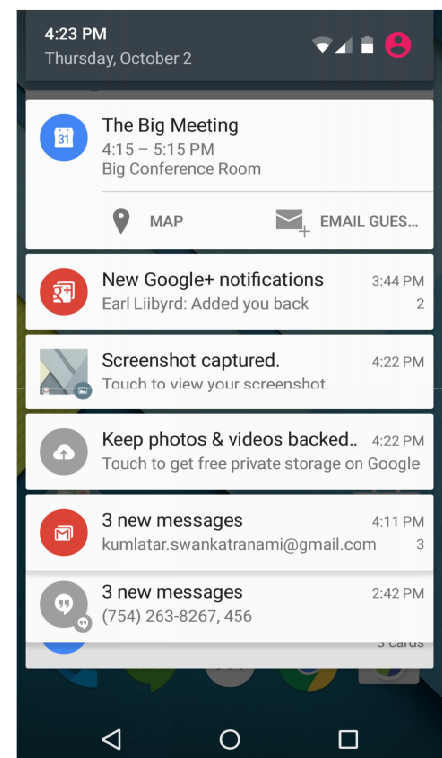 4:23 PM
Thursday, October 2
31
The Big Meeting
4:15 – 5:15 PM
Big Conference Room
MAP
EMAIL GUES...
New Google+ notifications 3:44 PM
Earl Liibyrd: Added you back 2
Screenshot captured. 4:22 PM
Touch to view your screenshot.
Keep photos & videos backed.. 4:22 PM
Touch to get free private storage on Google
3 new messages 4:11 PM
kumlatar.swankatranami@gmail.com 3
3 new messages 2:42 PM
(754) 263-8267, 456
5 cards